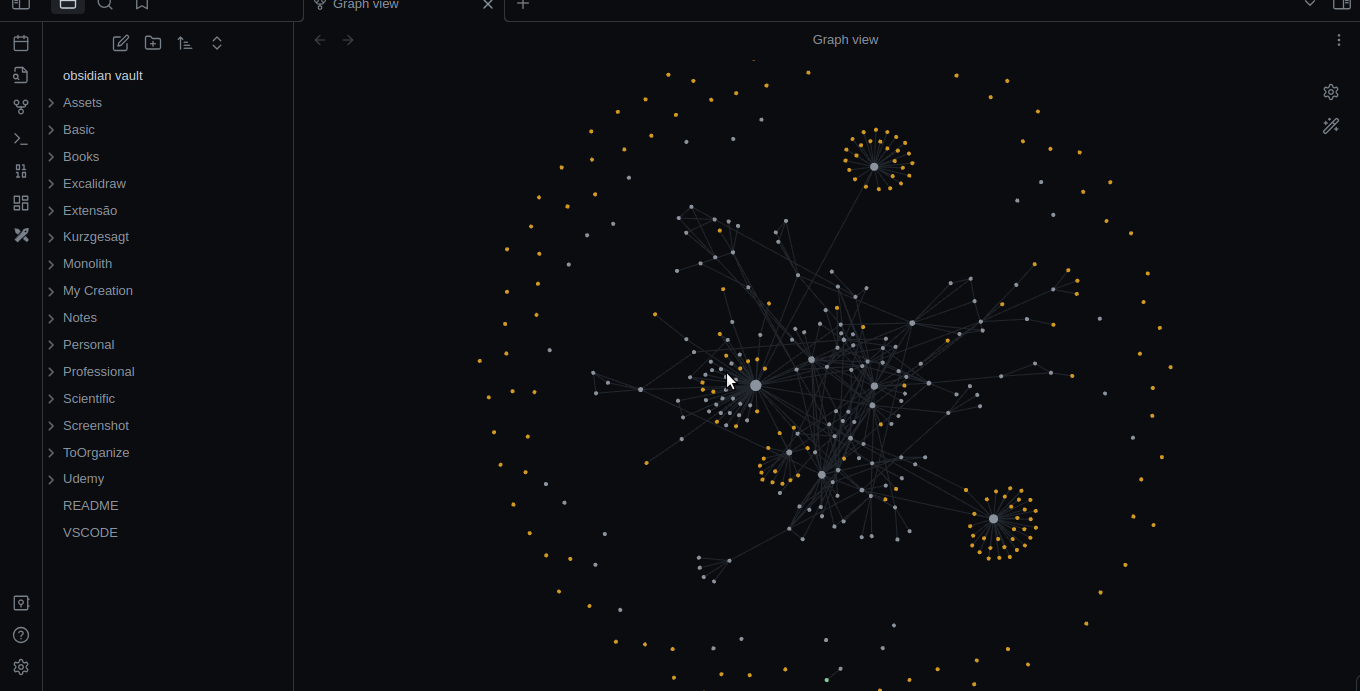 Graph view
Graph view
obsidian vault
Assets
Basic
Books
Excalidraw
Extensão
Kurzgesagt
Monolith
My Creation
Notes
Personal
Professional
Scientific
Screenshot
ToOrganize
Udemy
README
VSCODE